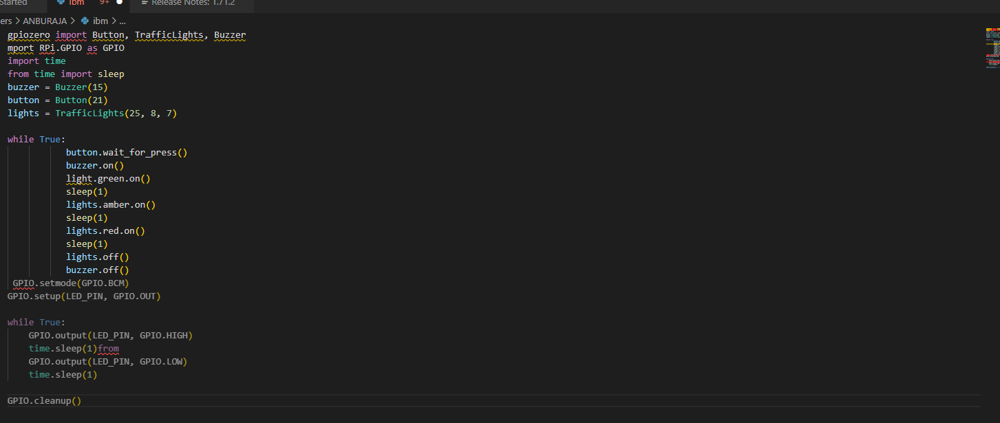 Started
ibm 9+
Release Notes: 1.71.2
ers > ANBURAJA > ibm > ...
gpiozero import Button, TrafficLights, Buzzer
mport RPi.GPIO as GPIO
import time
from time import sleep
buzzer = Buzzer(15)
button = Button(21)
lights = TrafficLights(25, 8, 7)

while True:
           button.wait_for_press()
           buzzer.on()
           light.green.on()
           sleep(1)
           lights.amber.on()
           sleep(1)
           lights.red.on()
           sleep(1)
           lights.off()
           buzzer.off()
 GPIO.setmode(GPIO.BCM)
GPIO.setup(LED_PIN, GPIO.OUT)

while True:
    GPIO.output(LED_PIN, GPIO.HIGH)
    time.sleep(1)from
    GPIO.output(LED_PIN, GPIO.LOW)
    time.sleep(1)

GPIO.cleanup()